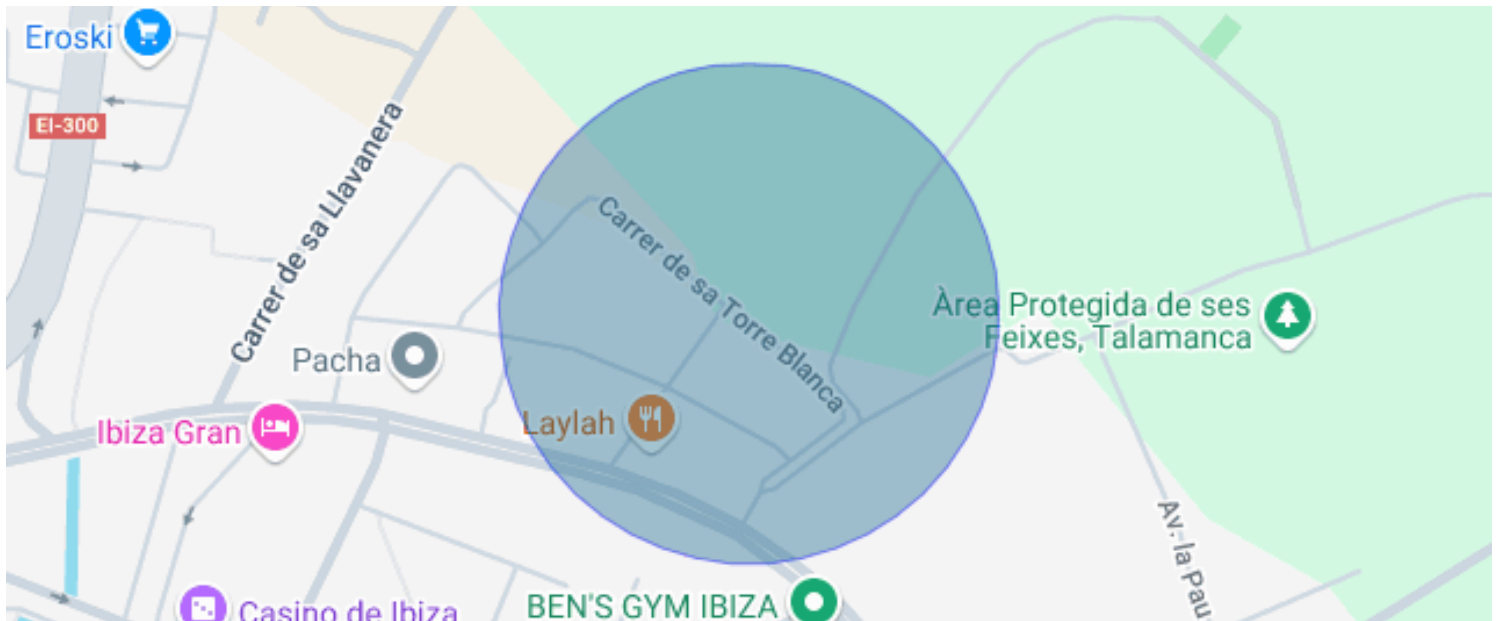 Eroski
EI-300
Carrer de sa Llavanera
Carrer de sa Torre Blanca
Àrea Protegida de ses
Feixes, Talamanca
Pacha
Laylah
Ibiza Gran
Av. la Pau
BEN'S GYM IBIZA
Casino de Ibiza